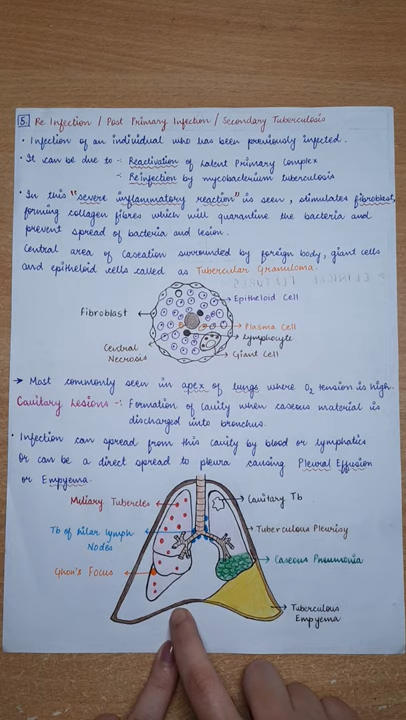 5. Re Infection / Post Primary Infection / Secondary Tuberculosis
• Infection of an individual who has been previously infected.
• It can be due to -: Reactivation of Latent Primary Complex
-: Reinfection by mycobacterium tuberculosis
• In this "severe inflammatory reaction" is seen, stimulates fibroblast,
forming collagen fibres which will quarantine the bacteria and
prevent spread of bacteria and lesion.
Central area of Caseation surrounded by foreign body, giant cells
and epitheloid cells called as Tubercular Granuloma.
Epitheloid Cell
Fibroblast
Plasma Cell
Lymphocyte
Central
Necrosis
Giant Cell
→ Most commonly seen in apex of lungs where O2 tension is high.
Cavitary Lesions -: Formation of cavity when caseous material is
discharged into bronchus.
• Infection can spread from this cavity by blood or lymphatics
or can be a direct spread to pleura causing Pleural Effusion
or Empyema.
Miliary Tubercles
Cavitary Tb
Tb of hilar lymph
Nodes
Tuberculous Pleurisy
Caseous Pneumonia
Ghon's Focus
Tuberculous
Empyema